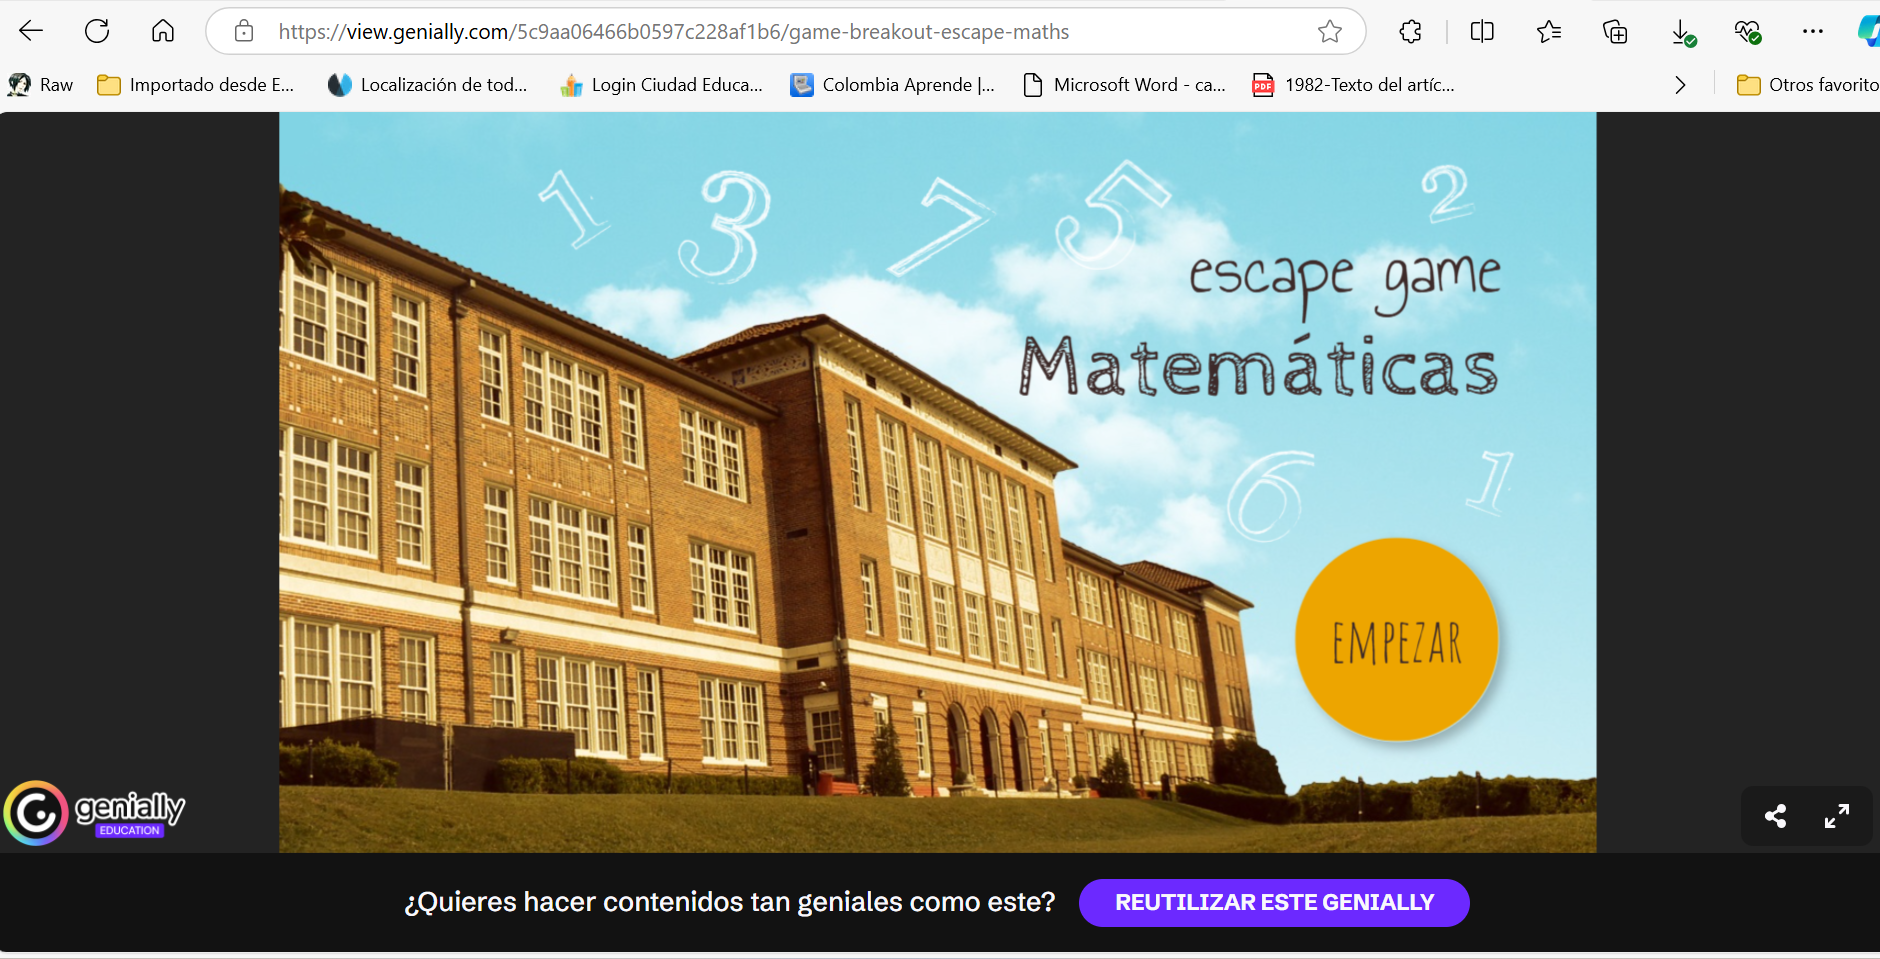 https://view.genially.com/5c9aa06466b0597c228af1b6/game-breakout-escape-maths
Raw
Importado desde E...
Localización de tod...
Login Ciudad Educa...
Colombia Aprende |...
Microsoft Word - ca...
PDF
1982-Texto del artíc...
Otros favorito
1 3 7 5 2
escape game
Matemáticas
6 1
EMPEZAR
genially
EDUCATION
¿Quieres hacer contenidos tan geniales como este?
REUTILIZAR ESTE GENIALLY